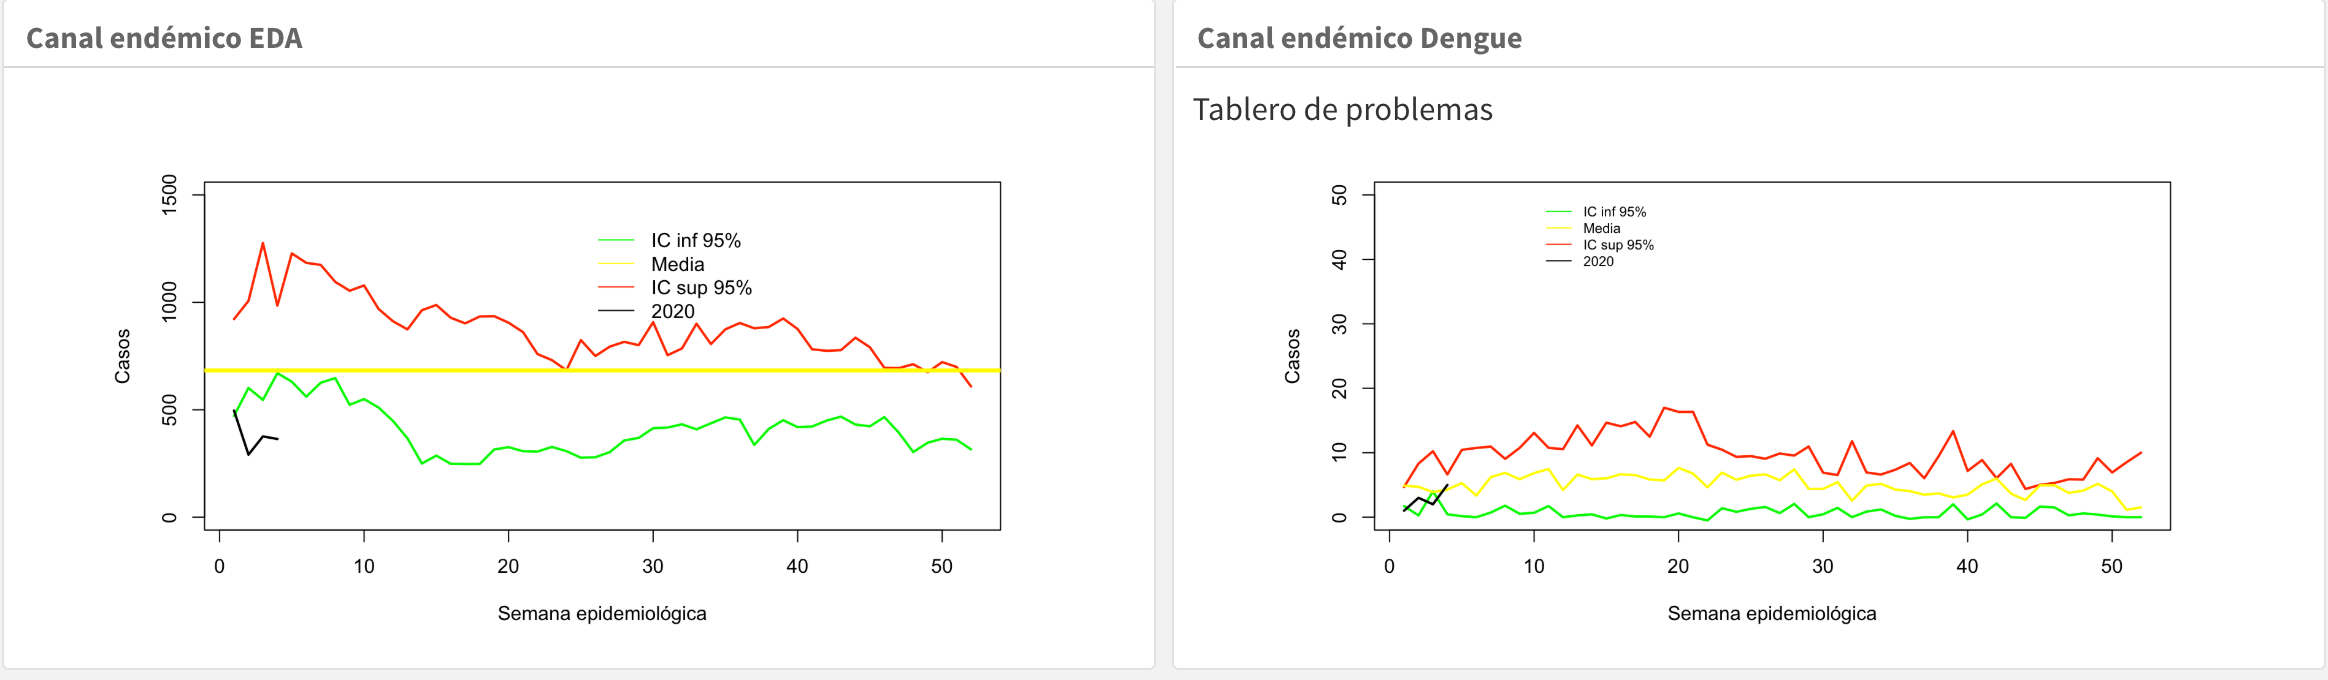 Canal endémico EDA
1500
1000
500
0
Casos
IC inf 95%
Media
IC sup 95%
2020
0 10 20 30 40 50
Semana epidemiológica
Canal endémico Dengue
Tablero de problemas
50
40
30
20
10
0
Casos
IC inf 95%
Media
IC sup 95%
2020
0 10 20 30 40 50
Semana epidemiológica